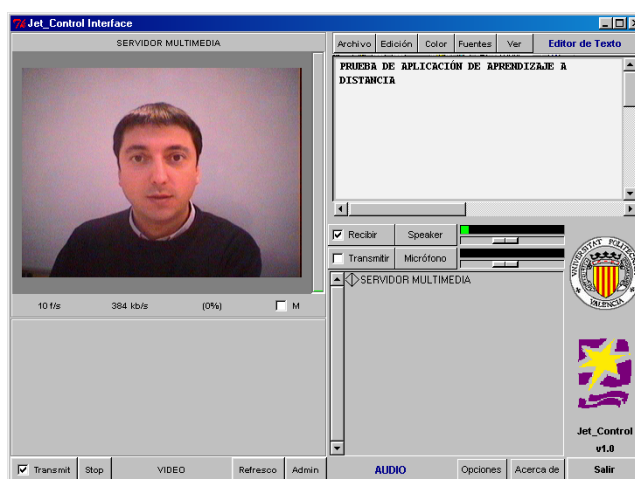 Jet_Control Interface
SERVIDOR MULTIMEDIA
10 f/s 384 kb/s (0%) M
Transmit Stop VIDEO Refresco Admin
Archivo Edición Color Fuentes Ver Editor de Texto
PRUEBA DE APLICACIÓN DE APRENDIZAJE A
DISTANCIA
Recibir Speaker
Transmitir Micrófono
SERVIDOR MULTIMEDIA
AUDIO Opciones Acerca de
Jet_Control
v1.0
Salir